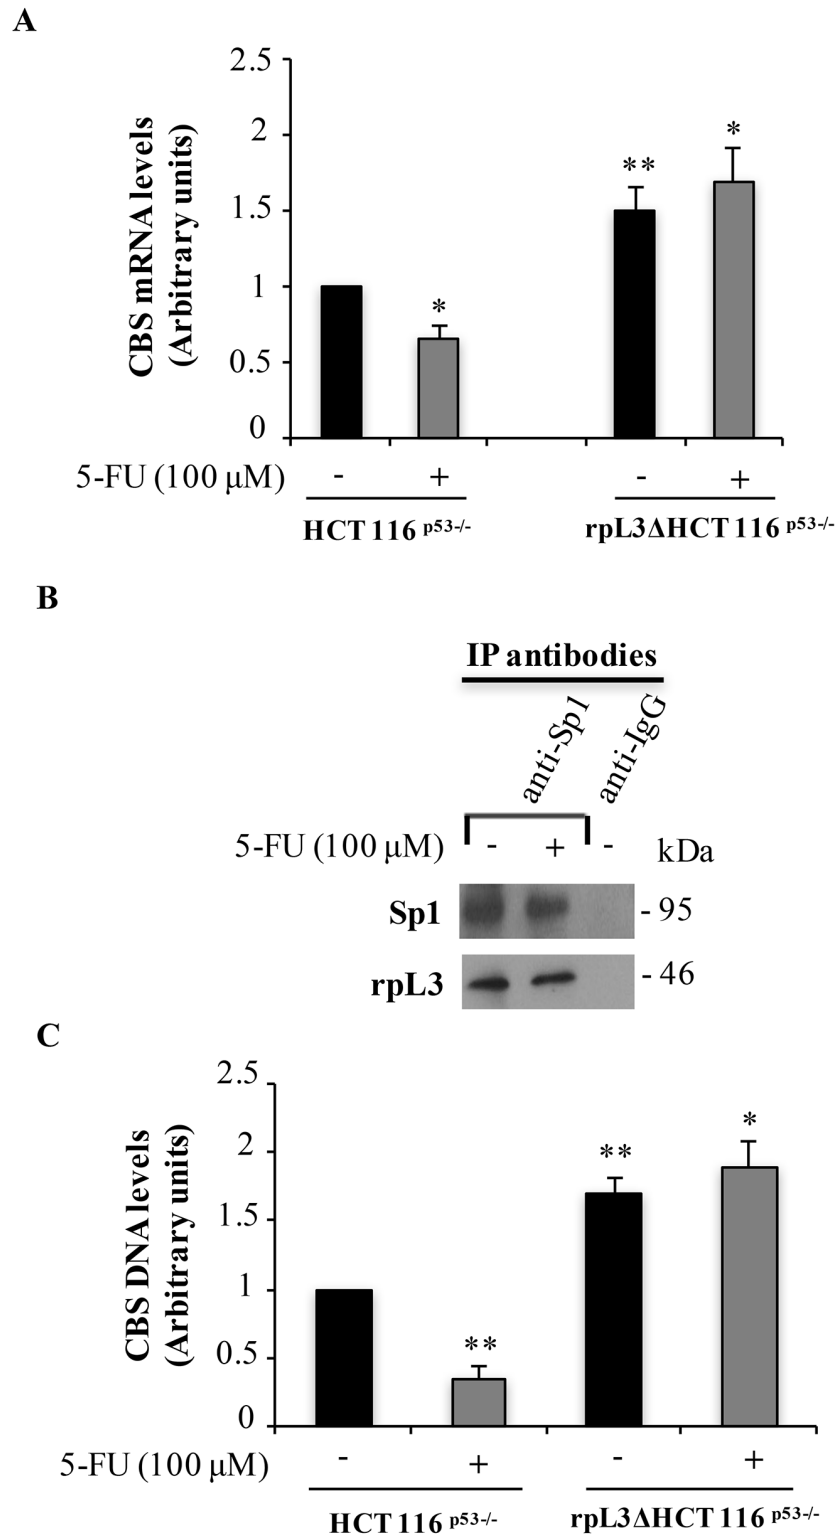 A
CBS mRNA levels
(Arbitrary units)
2.5
2
1.5
1
0.5
0
*
**
*
5-FU (100 μM) - + - +
HCT 116 p53-/- rpL3ΔHCT 116 p53-/-
B
IP antibodies
anti-Sp1 anti-IgG
5-FU (100 μM) - + - kDa
Sp1 - 95
rpL3 - 46
C
CBS DNA levels
(Arbitrary units)
2.5
2
1.5
1
0.5
0
**
**
*
5-FU (100 μM) - + - +
HCT 116 p53-/- rpL3ΔHCT 116 p53-/-